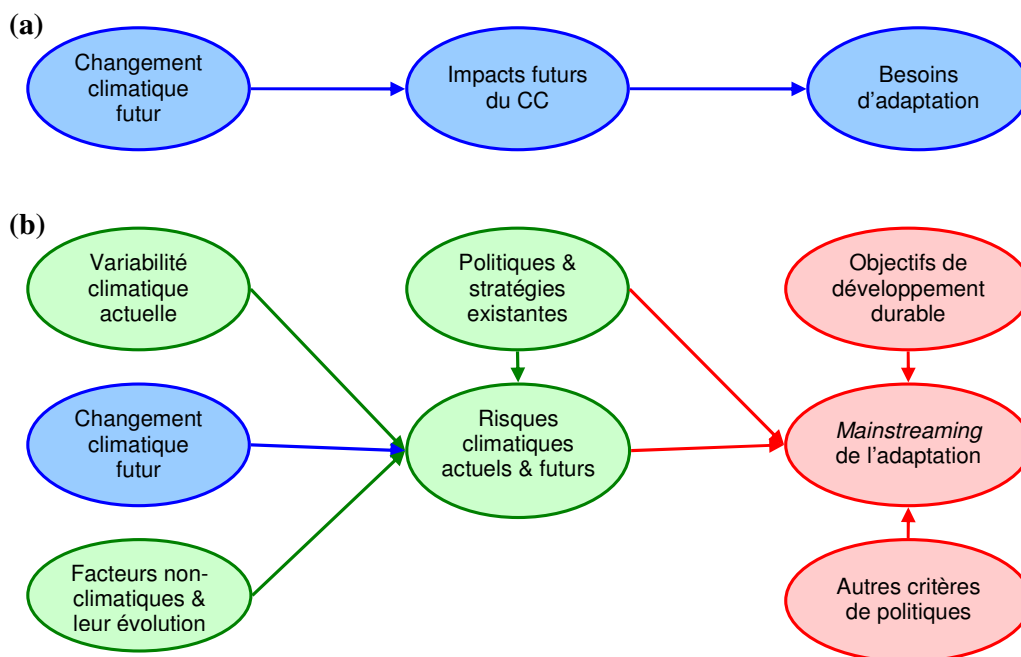 (a)
Changement
climatique
futur
Impacts futurs
du CC
Besoins
d'adaptation
(b)
Variabilité
climatique
actuelle
Politiques &
stratégies
existantes
Objectifs de
développement
durable
Changement
climatique
futur
Risques
climatiques
actuels & futurs
Mainstreaming
de l'adaptation
Facteurs non-
climatiques &
leur évolution
Autres critères
de politiques